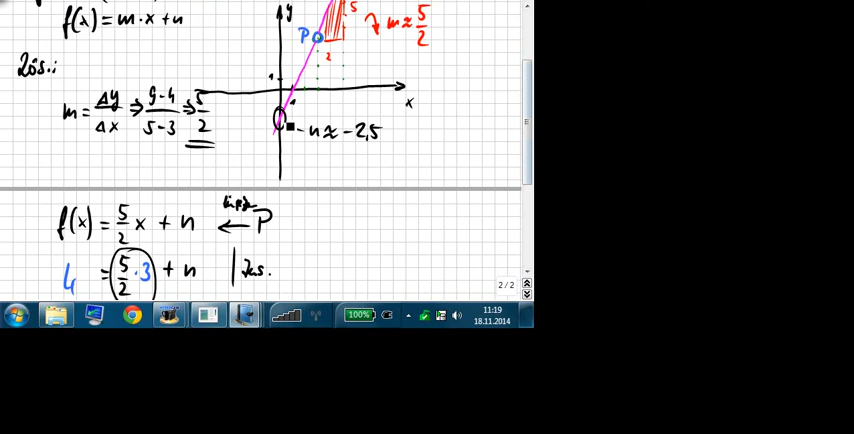 f(x) = m · x + n
y
5
P
2
m ≈ 5/2
Lös.:
1
1
x
m = Δy/Δx ⇒ (9-4)/(5-3) ⇒ 5/2
- n ≈ -2,5
f(x) = 5/2 x + n ← P
4 = 5/2 · 3 + n |
2/2
100%
11:19
18.11.2014